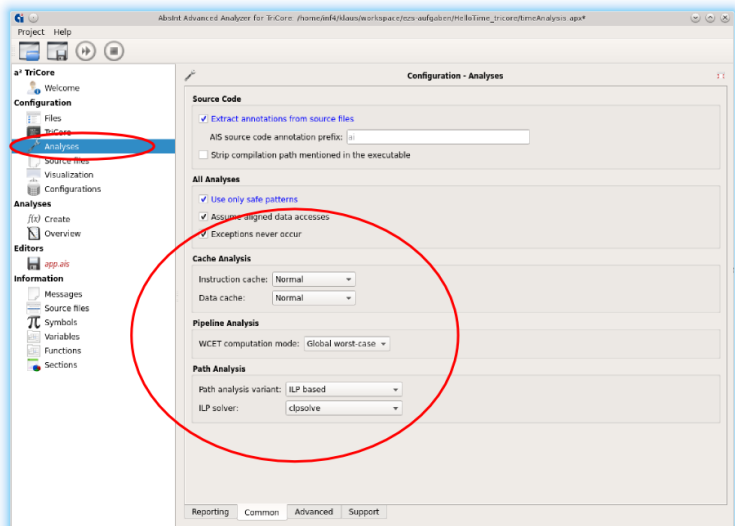 AbsInt Advanced Analyzer for TriCore /home/inf4/klaus/workspace/ezs-aufgaben/HelloTime_tricore/timeAnalysis.apx*
Project Help
a³ TriCore
Welcome
Configuration
Files
TriCore
Analyses
Source files
Visualization
Configurations
Analyses
f(x) Create
Overview
Editors
app.ais
Information
Messages
Source files
Symbols
Variables
Functions
Sections
Configuration - Analyses
Source Code
Extract annotations from source files
AIS source code annotation prefix: ai
Strip compilation path mentioned in the executable
All Analyses
Use only safe patterns
Assume aligned data accesses
Exceptions never occur
Cache Analysis
Instruction cache: Normal
Data cache: Normal
Pipeline Analysis
WCET computation mode: Global worst-case
Path Analysis
Path analysis variant: ILP based
ILP solver: clpsolve
Reporting Common Advanced Support